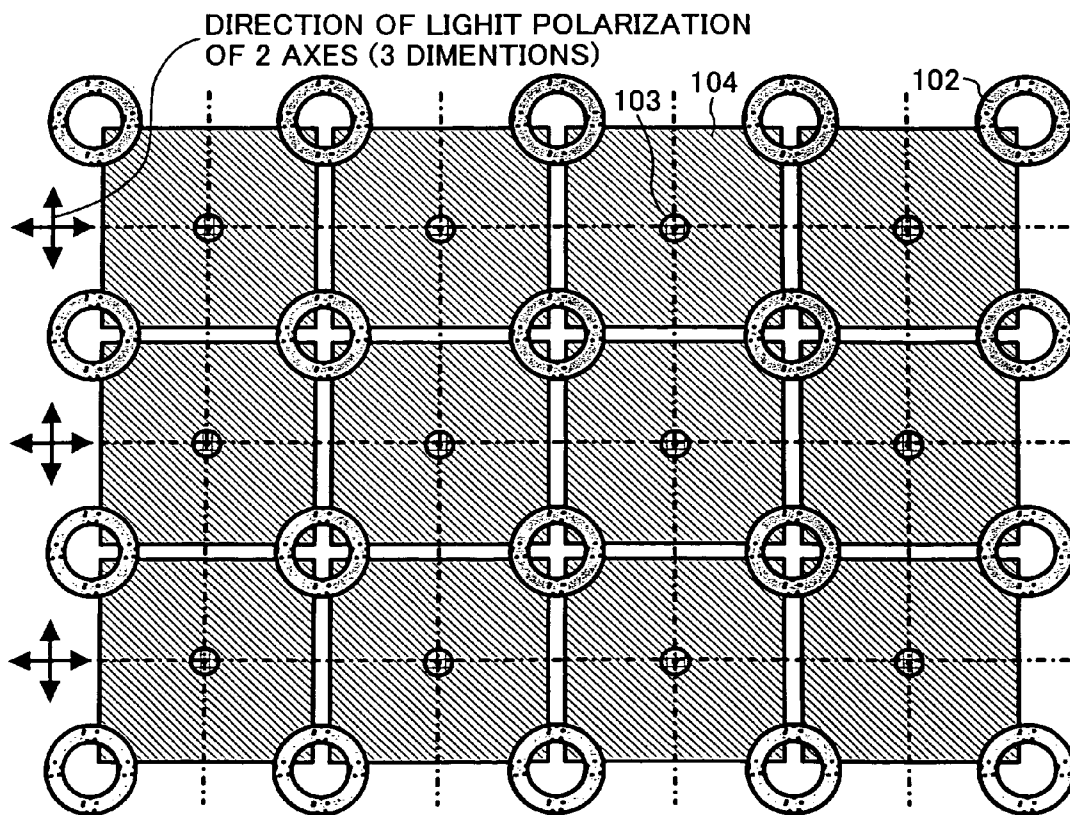 DIRECTION OF LIGHIT POLARIZATION
OF 2 AXES (3 DIMENTIONS)
103
104
102